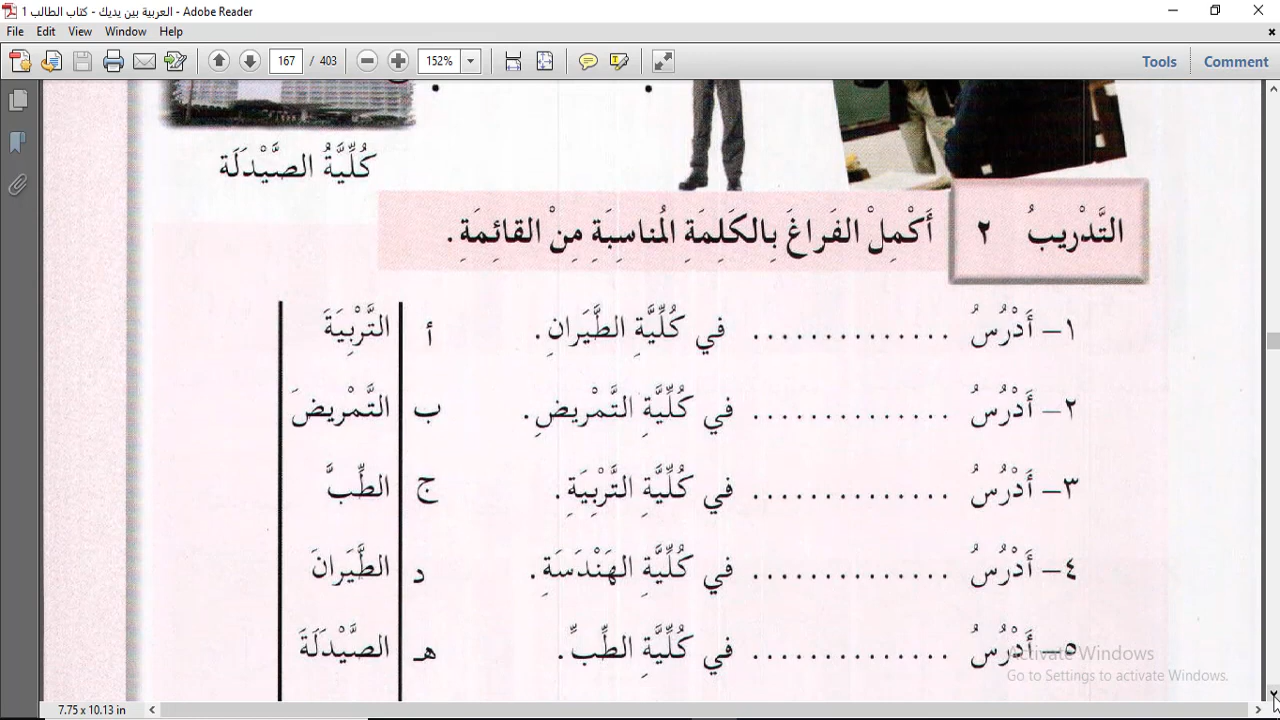 العربية بين يديك - كتاب الطالب 1 - Adobe Reader
File Edit View Window Help
167 / 403 152% Tools Comment
كُلِّيَّةُ الصَّيْدَلَة
التَّدْرِيبُ ٢ أَكْمِلْ الفَراغَ بِالكَلِمَةِ المُناسِبَةِ مِنْ القائِمَةِ .
١– أَدْرُسُ .............. في كُلِّيَّةِ الطَّيَرانِ . أ التَّرْبِيَةَ
٢– أَدْرُسُ .............. في كُلِّيَّةِ التَّمْريضِ . ب التَّمْريضَ
٣– أَدْرُسُ .............. في كُلِّيَّةِ التَّرْبِيَةِ . ج الطِّبَّ
٤– أَدْرُسُ .............. في كُلِّيَّةِ الهَنْدَسَةِ . د الطَّيَرانَ
٥– أَدْرُسُ .............. في كُلِّيَّةِ الطِّبِّ . هـ الصَّيْدَلَةَ
Activate Windows
Go to Settings to activate Windows.
7.75 x 10.13 in